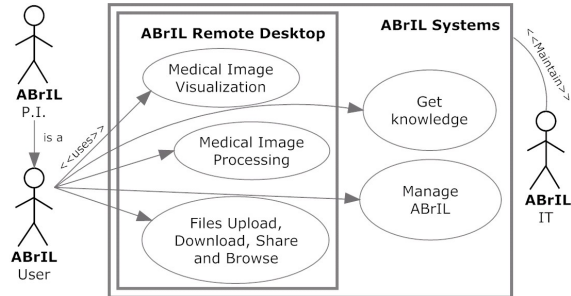 ABrIL Remote Desktop
ABrIL Systems
<<Maintain>>
Medical Image
Visualization
ABrIL
P.I.
is a
<<uses>>
Get
knowledge
Medical Image
Processing
ABrIL
IT
Manage
ABrIL
Files Upload,
Download, Share
and Browse
ABrIL
User